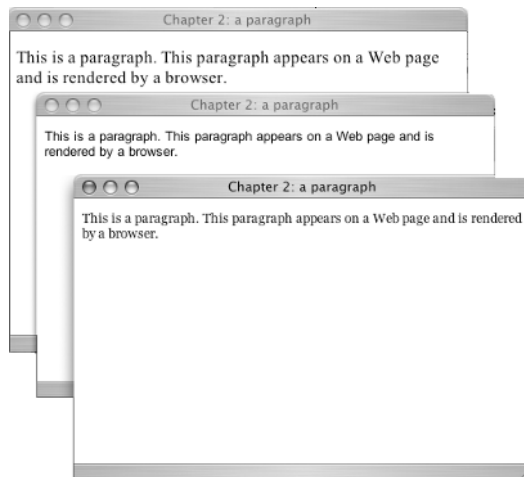 Chapter 2: a paragraph
This is a paragraph. This paragraph appears on a Web page
and is rendered by a browser.
Chapter 2: a paragraph
This is a paragraph. This paragraph appears on a Web page and is
rendered by a browser.
Chapter 2: a paragraph
This is a paragraph. This paragraph appears on a Web page and is rendered
by a browser.